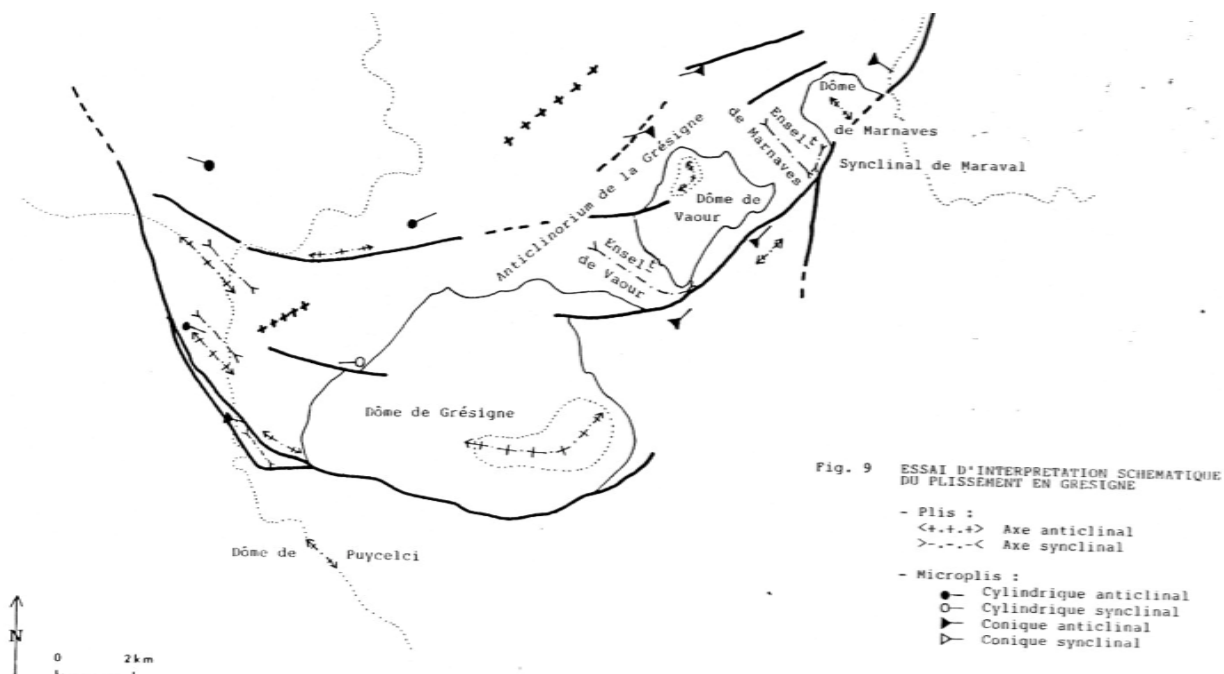 Dôme
de Marnaves
Enselt
de Marnaves
Synclinal de Maraval
Anticlinorium de la Grésigne
Dôme de
Vaour
Enselt
de Vaour
Dôme de Grésigne
Dôme de Puycelci
Fig. 9 ESSAI D'INTERPRETATION SCHEMATIQUE
DU PLISSEMENT EN GRESIGNE
- Plis :
<+.+.+> Axe anticlinal
>-.-.-< Axe synclinal
- Microplis :
Cylindrique anticlinal
Cylindrique synclinal
Conique anticlinal
Conique synclinal
N
0 2 km